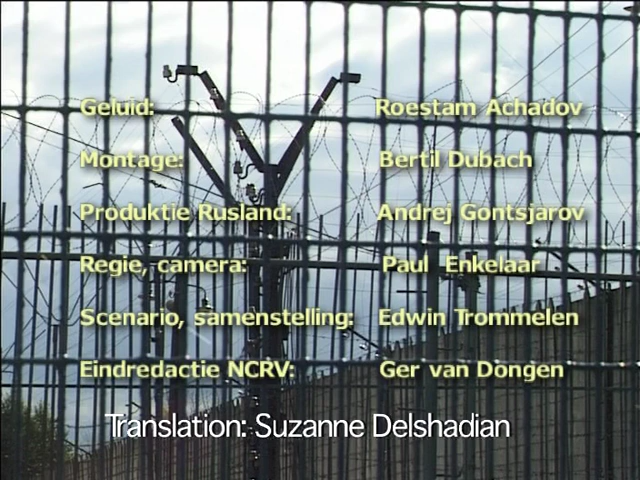 Geluid: Roestam Achadov
Montage: Bertil Dubach
Produktie Rusland: Andrej Gontsjarov
Regie, camera: Paul Enkelaar
Scenario, samenstelling: Edwin Trommelen
Eindredactie NCRV: Ger van Dongen
Translation: Suzanne Delshadian